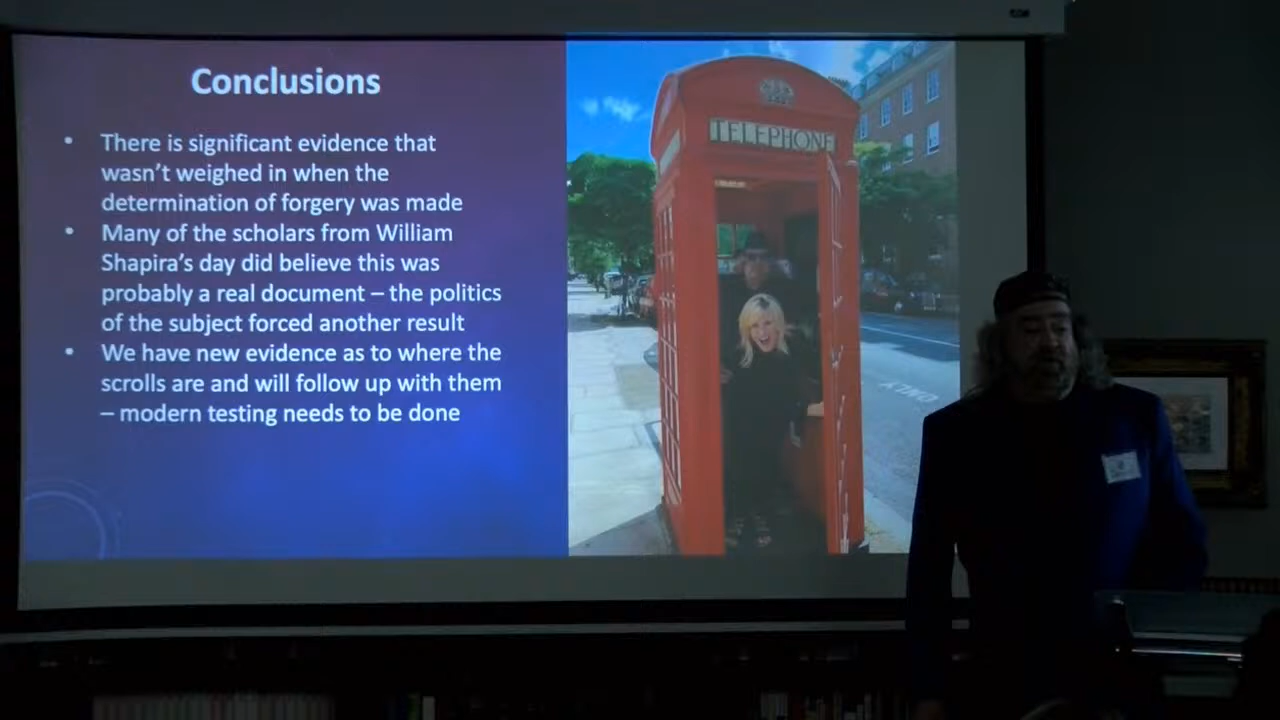 Conclusions
• There is significant evidence that
wasn’t weighed in when the
determination of forgery was made
• Many of the scholars from William
Shapira’s day did believe this was
probably a real document – the politics
of the subject forced another result
• We have new evidence as to where the
scrolls are and will follow up with them
– modern testing needs to be done
TELEPHONE